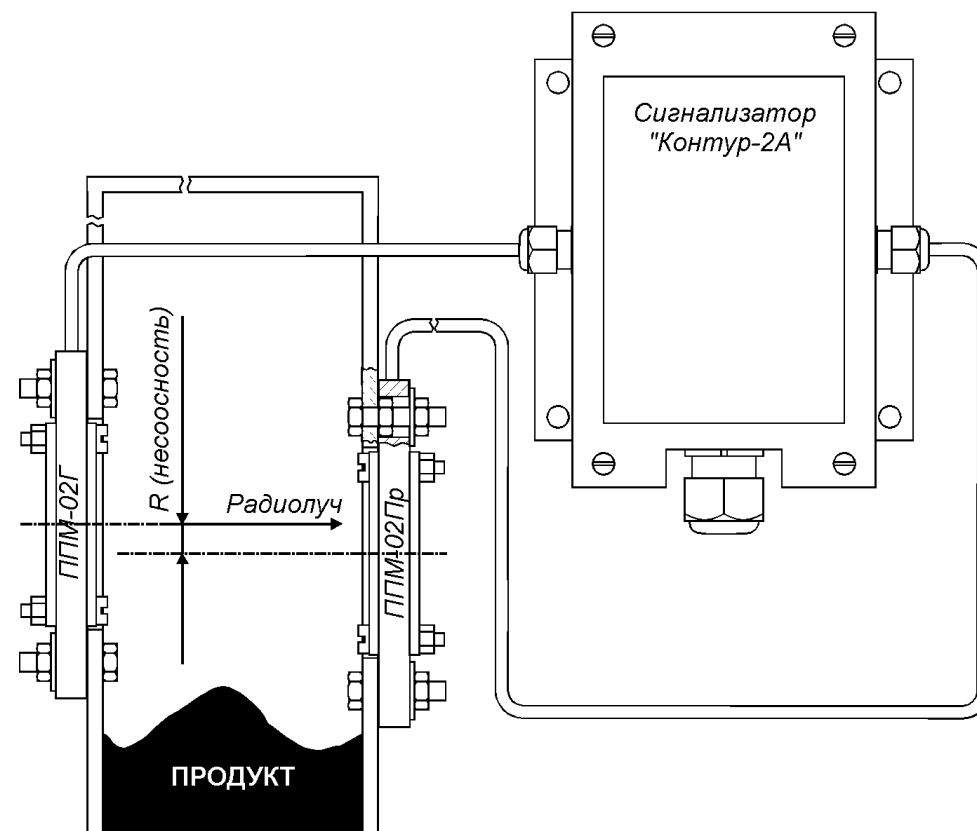 Сигнализатор
"Контур-2А"
R (несоосность)
Радиолуч
ППМ-02Г
ППМ-02Пр
ПРОДУКТ